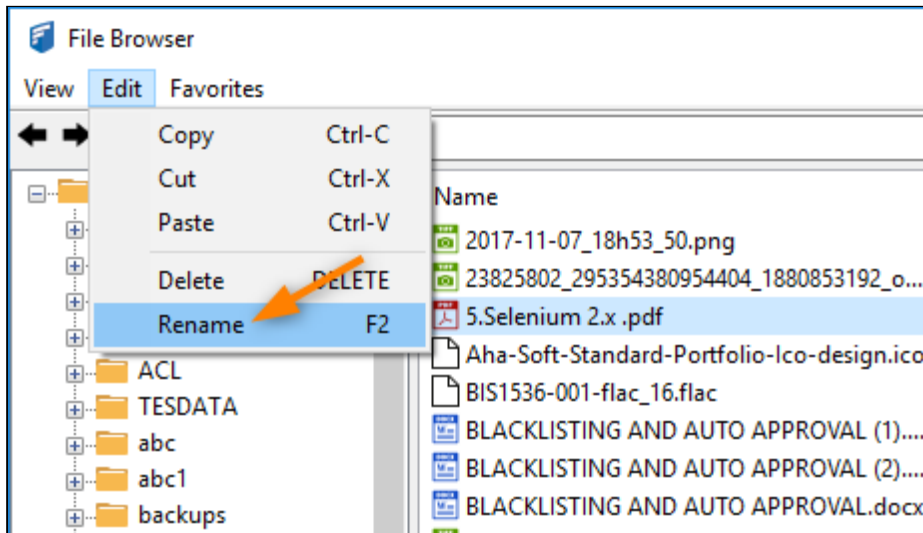 File Browser
View Edit Favorites
Copy Ctrl-C
Cut Ctrl-X
Paste Ctrl-V
Delete DELETE
Rename F2
ACL
TESDATA
abc
abc1
backups
Name
2017-11-07_18h53_50.png
23825802_295354380954404_1880853192_o...
5.Selenium 2.x .pdf
Aha-Soft-Standard-Portfolio-Ico-design.ico
BIS1536-001-flac_16.flac
BLACKLISTING AND AUTO APPROVAL (1)....
BLACKLISTING AND AUTO APPROVAL (2)....
BLACKLISTING AND AUTO APPROVAL.docx